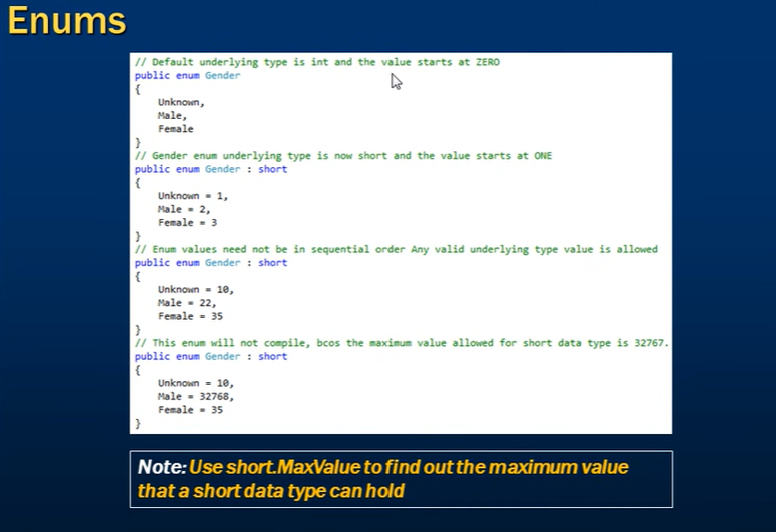 Enums
// Default underlying type is int and the value starts at ZERO
public enum Gender
{
Unknown,
Male,
Female
}
// Gender enum underlying type is now short and the value starts at ONE
public enum Gender : short
{
Unknown = 1,
Male = 2,
Female = 3
}
// Enum values need not be in sequential order Any valid underlying type value is allowed
public enum Gender : short
{
Unknown = 10,
Male = 22,
Female = 35
}
// This enum will not compile, bcos the maximum value allowed for short data type is 32767.
public enum Gender : short
{
Unknown = 10,
Male = 32768,
Female = 35
}
Note: Use short.MaxValue to find out the maximum value
that a short data type can hold